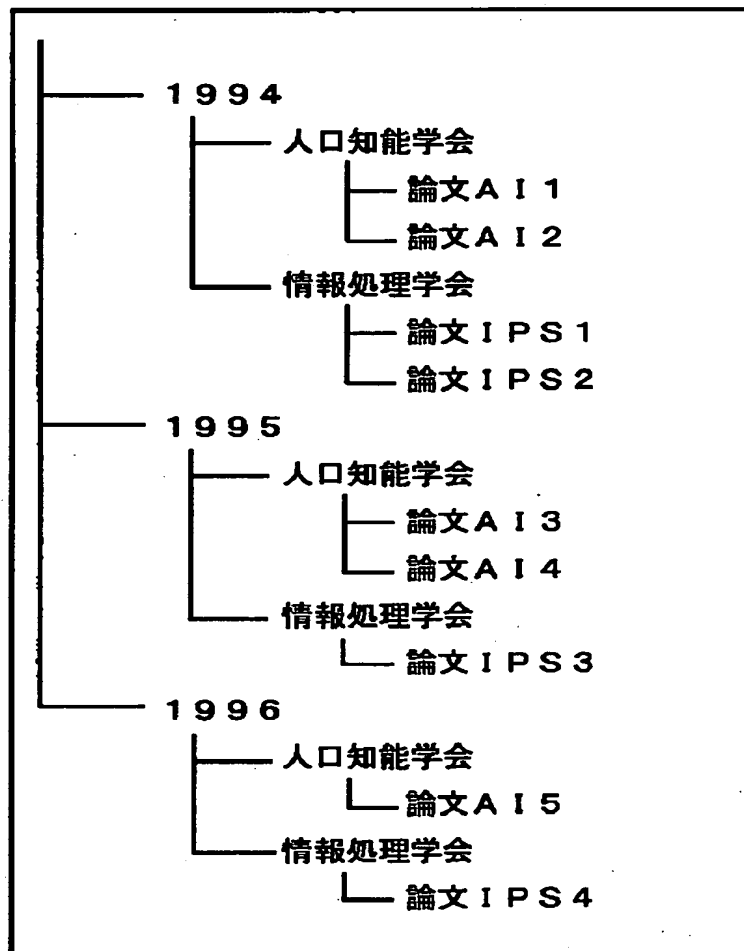 1994
人口知能学会
論文AI1
論文AI2
情報処理学会
論文IPS1
論文IPS2
1995
人口知能学会
論文AI3
論文AI4
情報処理学会
論文IPS3
1996
人口知能学会
論文AI5
情報処理学会
論文IPS4